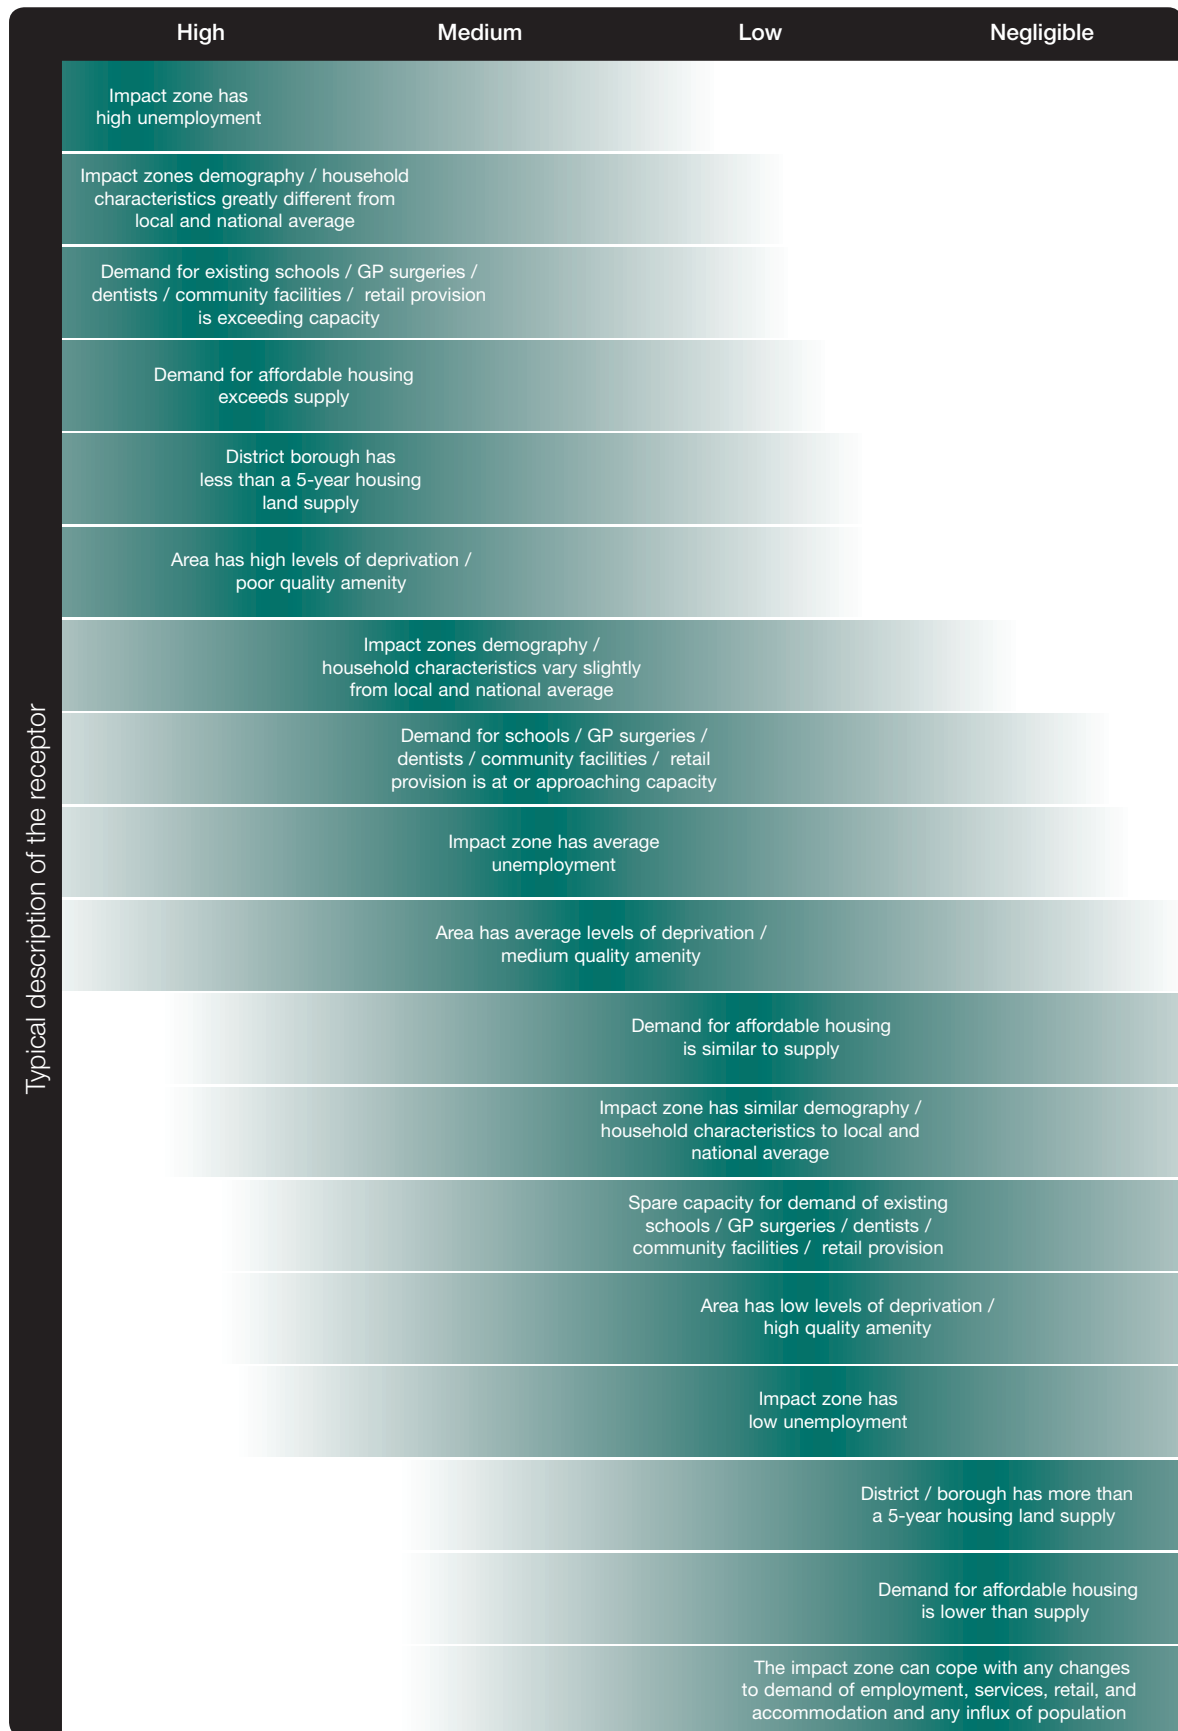 High Medium Low Negligible
Typical description of the receptor
Impact zone has
high unemployment
Impact zones demography / household
characteristics greatly different from
local and national average
Demand for existing schools / GP surgeries /
dentists / community facilities / retail provision
is exceeding capacity
Demand for affordable housing
exceeds supply
District borough has
less than a 5-year housing
land supply
Area has high levels of deprivation /
poor quality amenity
Impact zones demography /
household characteristics vary slightly
from local and national average
Demand for schools / GP surgeries /
dentists / community facilities / retail
provision is at or approaching capacity
Impact zone has average
unemployment
Area has average levels of deprivation /
medium quality amenity
Demand for affordable housing
is similar to supply
Impact zone has similar demography /
household characteristics to local and
national average
Spare capacity for demand of existing
schools / GP surgeries / dentists /
community facilities / retail provision
Area has low levels of deprivation /
high quality amenity
Impact zone has
low unemployment
District / borough has more than
a 5-year housing land supply
Demand for affordable housing
is lower than supply
The impact zone can cope with any changes
to demand of employment, services, retail, and
accommodation and any influx of population